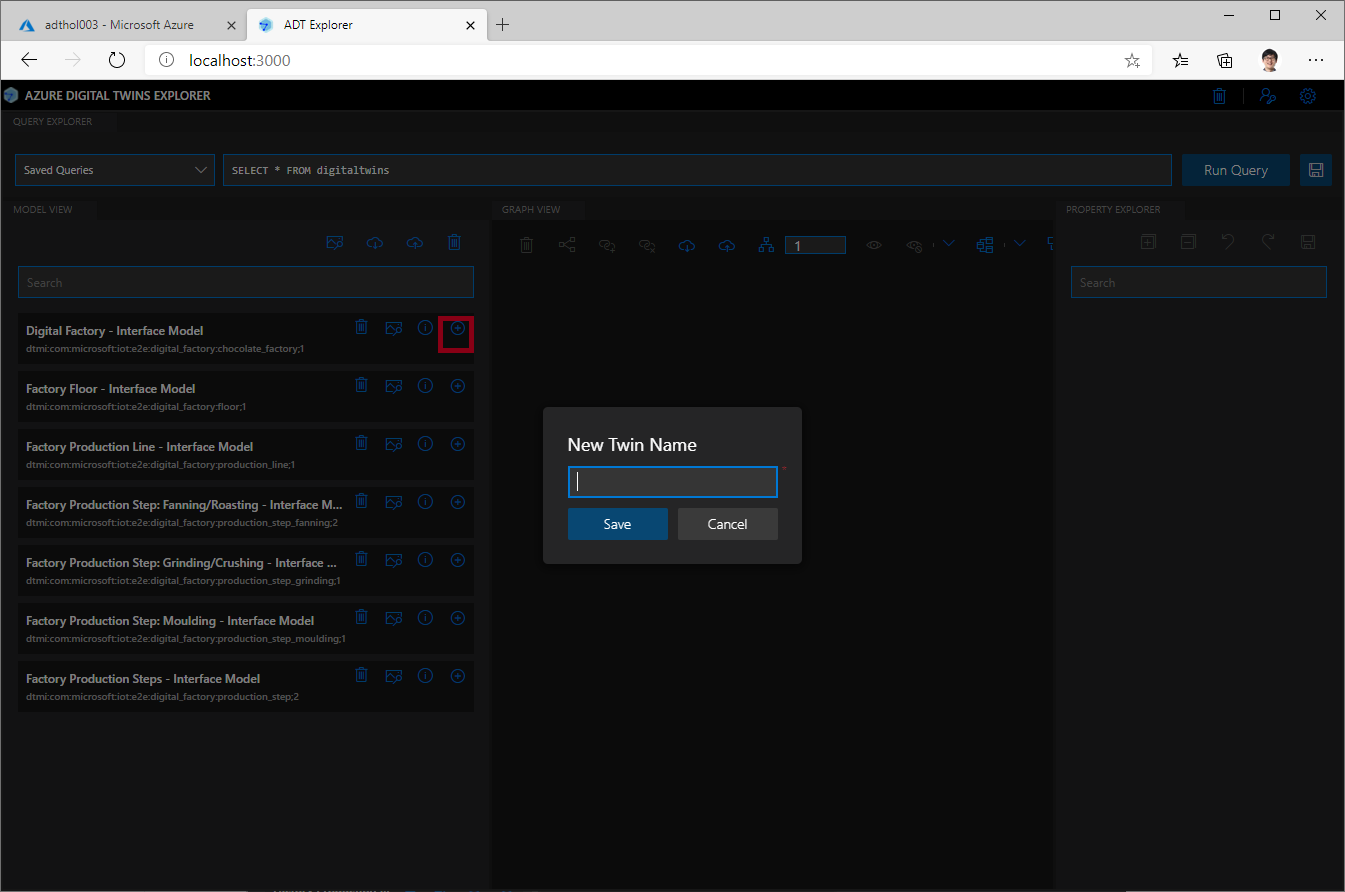 adthol003 - Microsoft Azure
ADT Explorer
localhost:3000
AZURE DIGITAL TWINS EXPLORER
QUERY EXPLORER
Saved Queries
SELECT * FROM digitaltwins
Run Query
MODEL VIEW
GRAPH VIEW
PROPERTY EXPLORER
1
Search
Search
Digital Factory - Interface Model
dtmi:com:microsoft:iot:e2e:digital_factory:chocolate_factory;1
Factory Floor - Interface Model
dtmi:com:microsoft:iot:e2e:digital_factory:floor;1
Factory Production Line - Interface Model
dtmi:com:microsoft:iot:e2e:digital_factory:production_line;1
Factory Production Step: Fanning/Roasting - Interface M...
dtmi:com:microsoft:iot:e2e:digital_factory:production_step_fanning;2
Factory Production Step: Grinding/Crushing - Interface ...
dtmi:com:microsoft:iot:e2e:digital_factory:production_step_grinding;1
Factory Production Step: Moulding - Interface Model
dtmi:com:microsoft:iot:e2e:digital_factory:production_step_moulding;1
Factory Production Steps - Interface Model
dtmi:com:microsoft:iot:e2e:digital_factory:production_step;2
New Twin Name
*
Save
Cancel